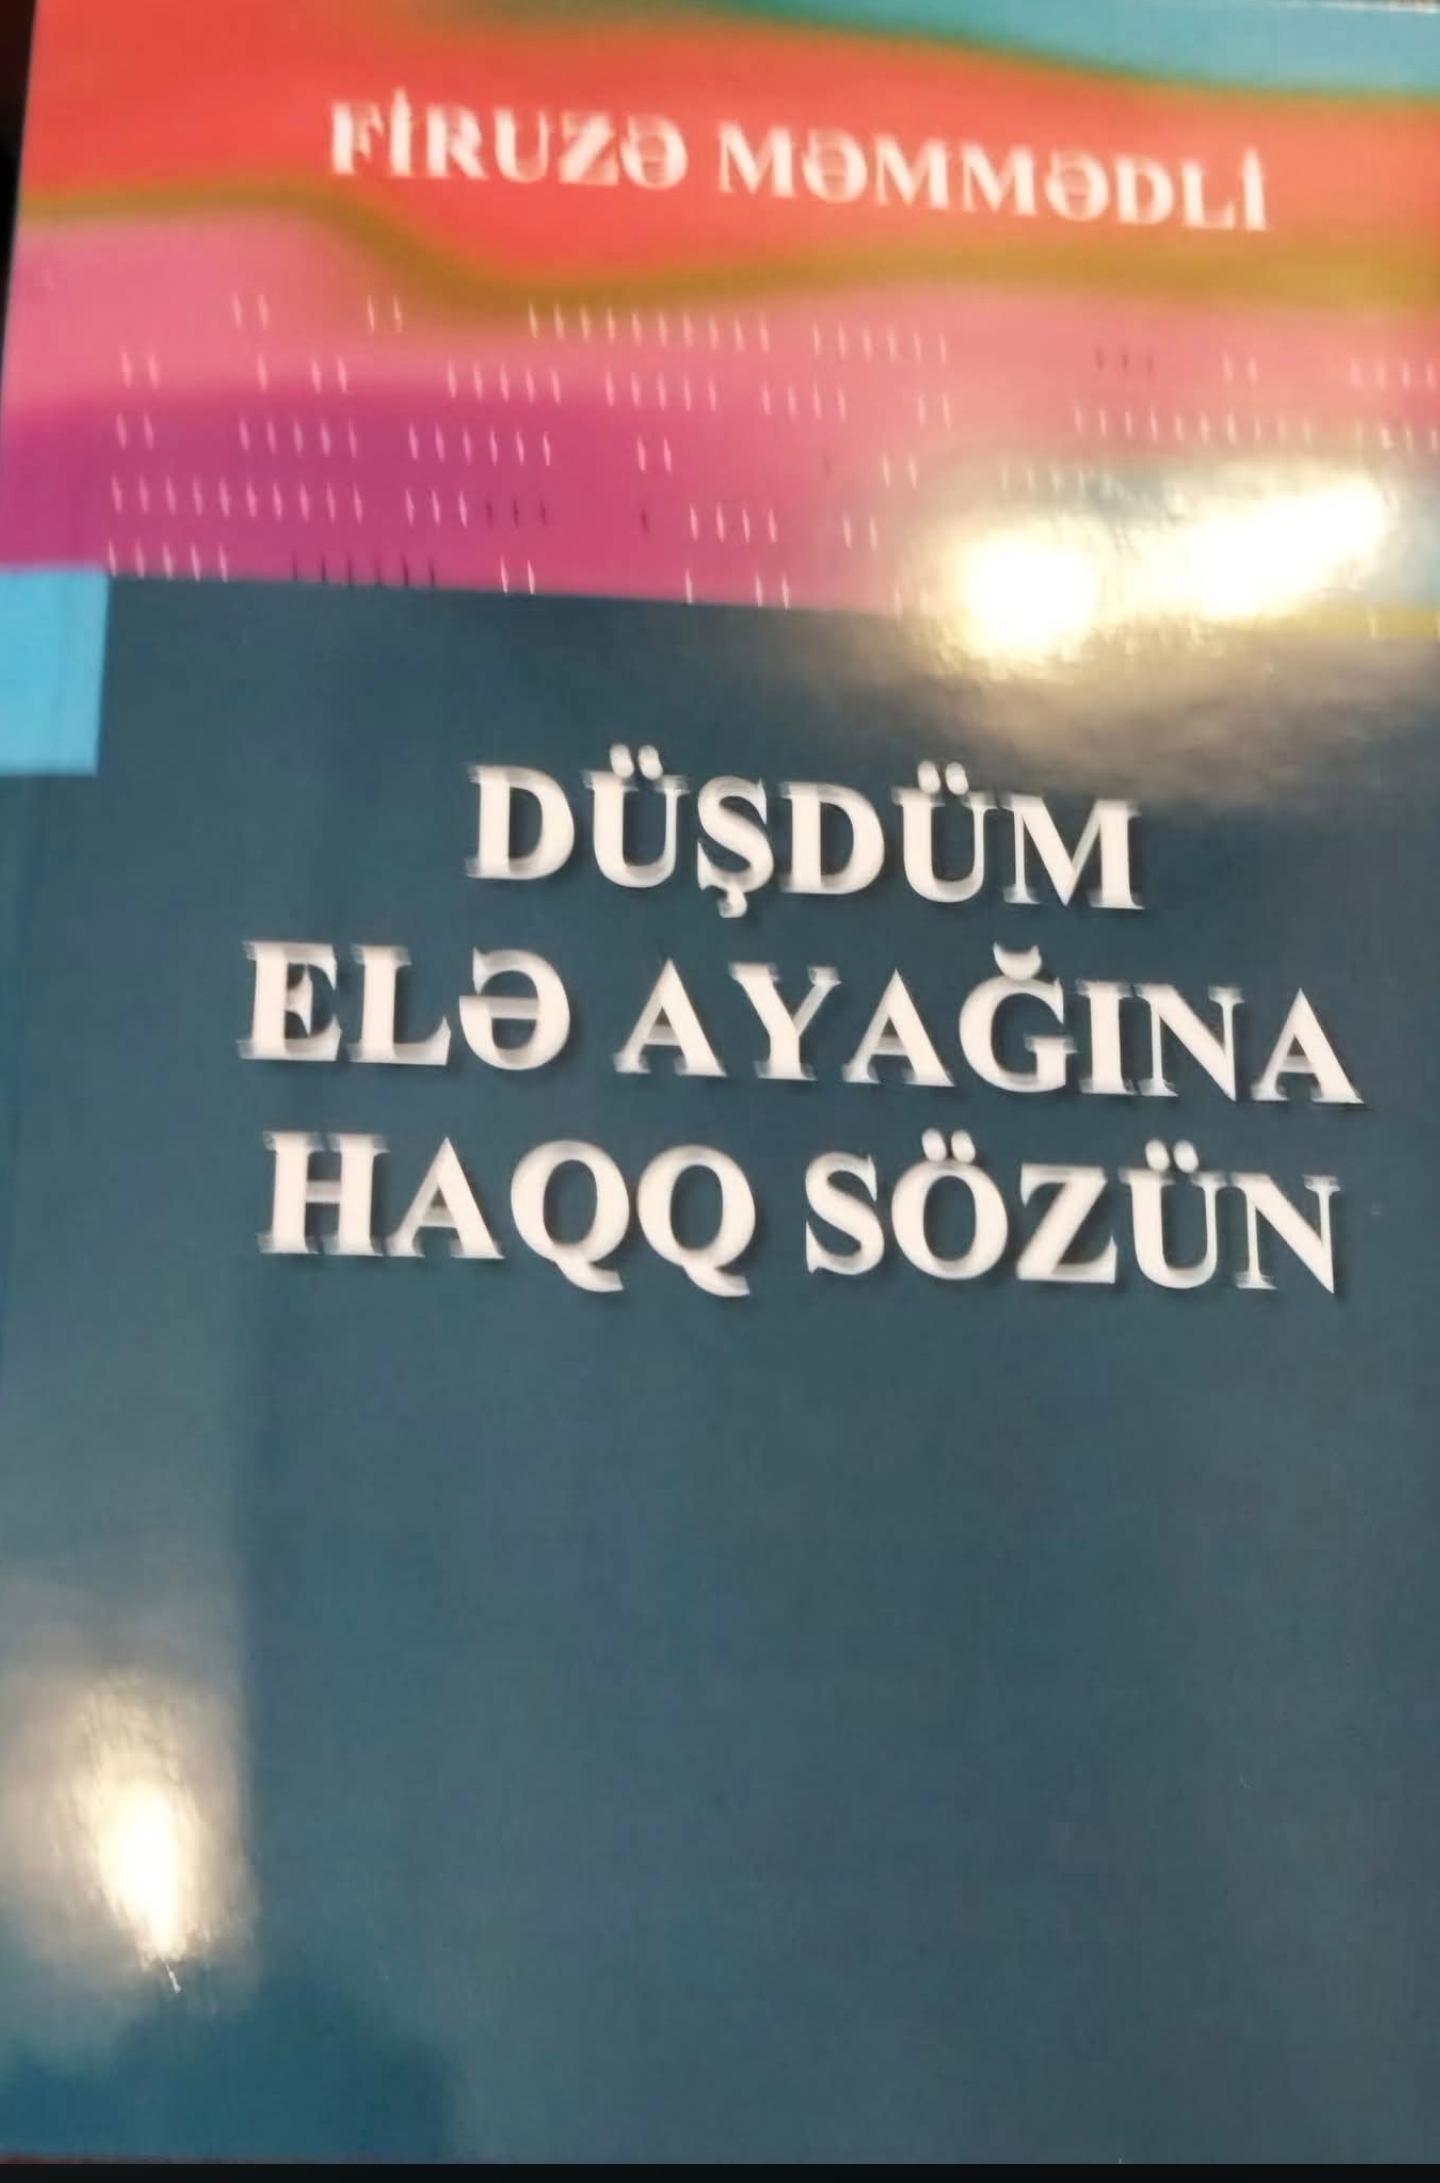 FİRUZƏ MƏMMƏDLİ
DÜŞDÜM
ELƏ AYAĞINA
HAQQ SÖZÜN